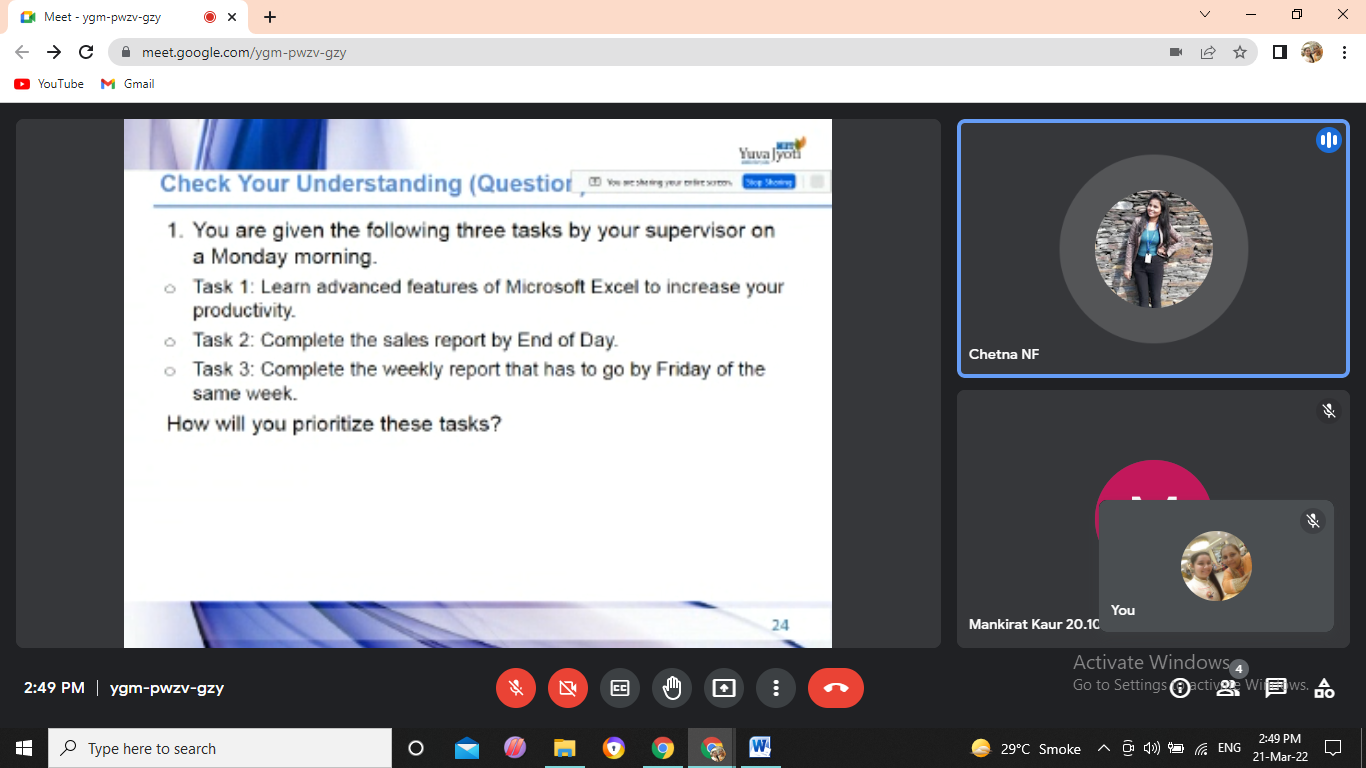 Meet - ygm-pwzv-gzy
meet.google.com/ygm-pwzv-gzy
YouTube
Gmail
Yuva Jyoti
Check Your Understanding (Question
You are sharing your entire screen.
Stop Sharing
1. You are given the following three tasks by your supervisor on
a Monday morning.
Task 1: Learn advanced features of Microsoft Excel to increase your
productivity.
Task 2: Complete the sales report by End of Day.
Task 3: Complete the weekly report that has to go by Friday of the
same week.
How will you prioritize these tasks?
24
Chetna NF
Mankirat Kaur 20.10
You
Activate Windows
Go to Settings to activate Windows.
4
2:49 PM | ygm-pwzv-gzy
Type here to search
29°C Smoke
ENG
2:49 PM
21-Mar-22